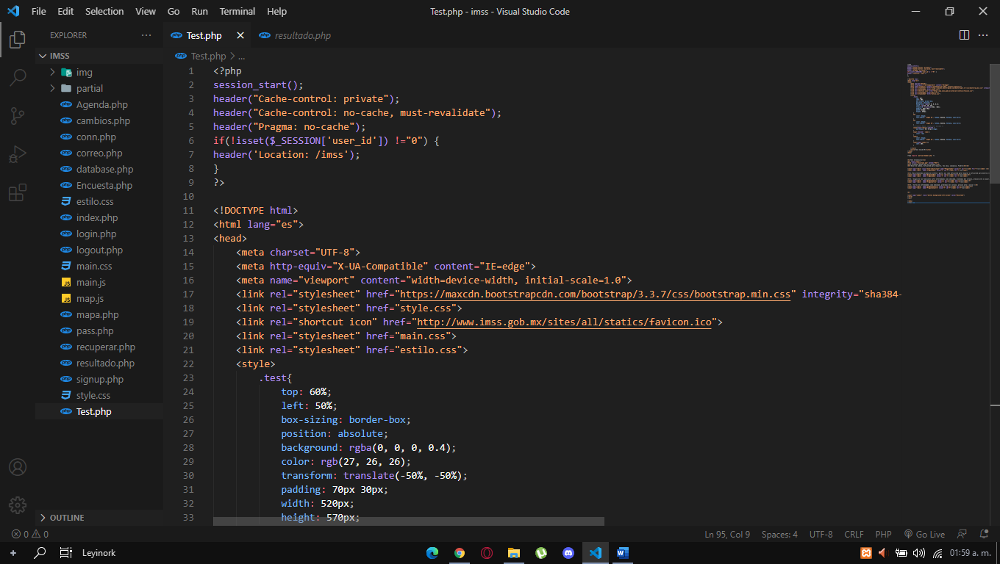 File Edit Selection View Go Run Terminal Help
Test.php - imss - Visual Studio Code
EXPLORER
Test.php
resultado.php
IMSS
img
partial
Agenda.php
cambios.php
conn.php
correo.php
database.php
Encuesta.php
estilo.css
index.php
login.php
logout.php
main.css
main.js
map.js
mapa.php
pass.php
recuperar.php
resultado.php
signup.php
style.css
Test.php
OUTLINE
Test.php > ...
1 <?php
2 session_start();
3 header("Cache-control: private");
4 header("Cache-control: no-cache, must-revalidate");
5 header("Pragma: no-cache");
6 if(!isset($_SESSION['user_id']) !="0") {
7 header('Location: /imss');
8 }
9 ?>
10
11 <!DOCTYPE html>
12 <html lang="es">
13 <head>
14 <meta charset="UTF-8">
15 <meta http-equiv="X-UA-Compatible" content="IE=edge">
16 <meta name="viewport" content="width=device-width, initial-scale=1.0">
17 <link rel="stylesheet" href="https://maxcdn.bootstrapcdn.com/bootstrap/3.3.7/css/bootstrap.min.css" integrity="sha384-
18 <link rel="stylesheet" href="style.css">
19 <link rel="shortcut icon" href="http://www.imss.gob.mx/sites/all/statics/favicon.ico">
20 <link rel="stylesheet" href="main.css">
21 <link rel="stylesheet" href="estilo.css">
22 <style>
23 .test{
24 top: 60%;
25 left: 50%;
26 box-sizing: border-box;
27 position: absolute;
28 background: rgba(0, 0, 0, 0.4);
29 color: rgb(27, 26, 26);
30 transform: translate(-50%, -50%);
31 padding: 70px 30px;
32 width: 520px;
33 height: 570px;
0 0
Ln 95, Col 9 Spaces: 4 UTF-8 CRLF PHP Go Live
Leyinork
01:59 a. m.